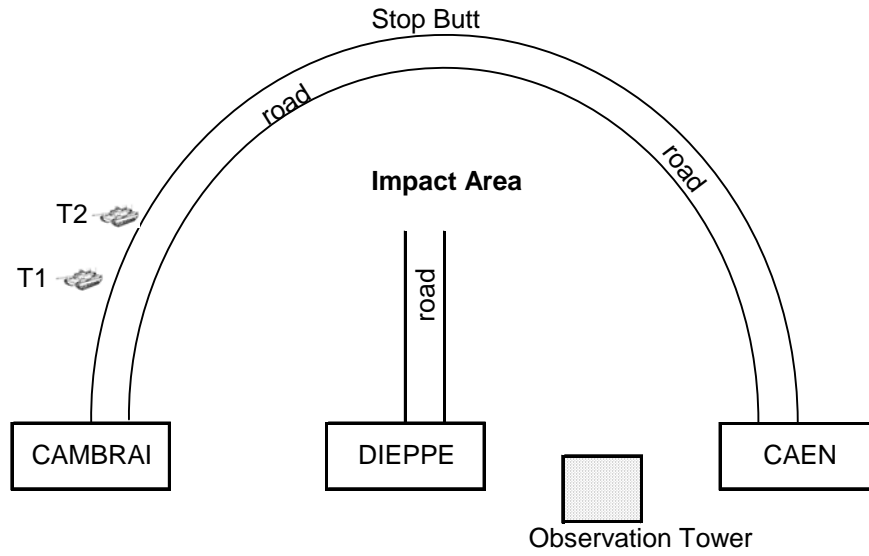 Stop Butt
road
road
Impact Area
T2
T1
road
CAMBRAI
DIEPPE
CAEN
Observation Tower